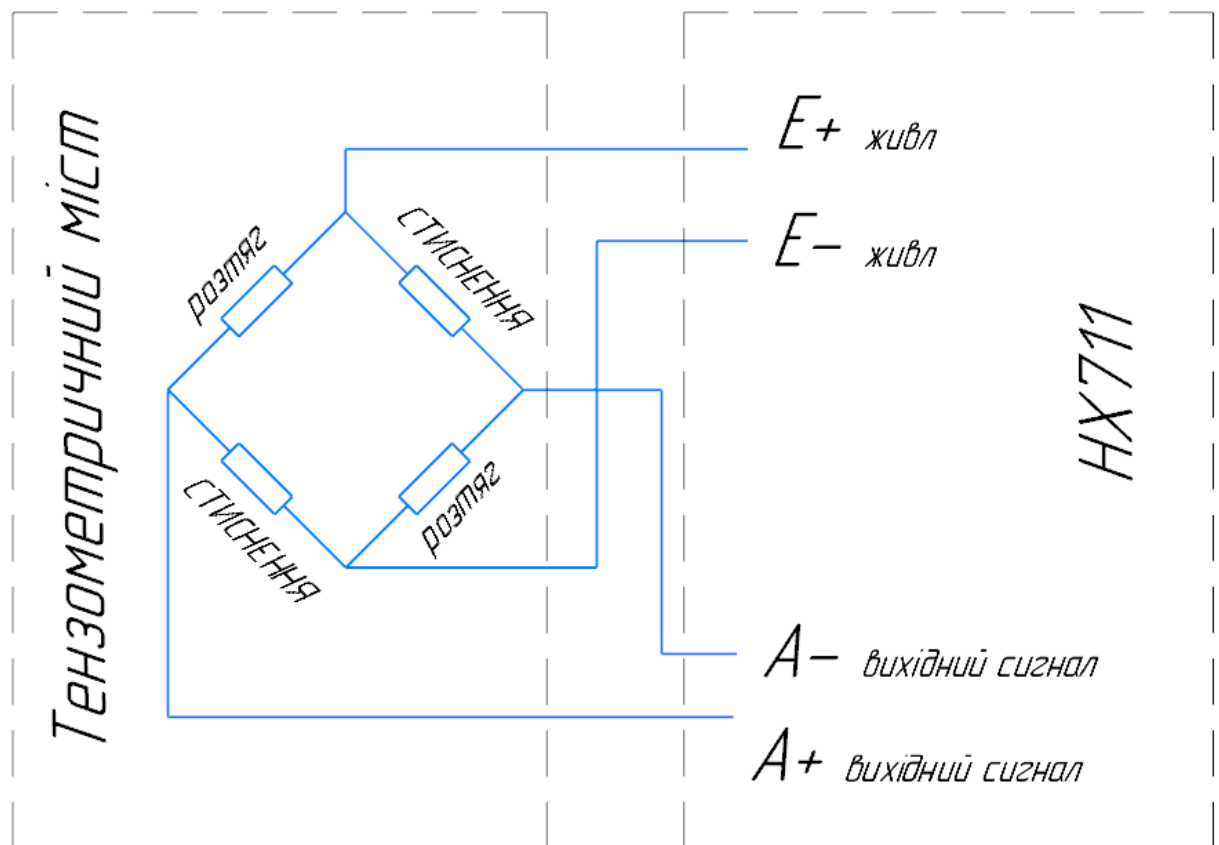 Тензометричний міст
розтяг
СТИСНЕННЯ
СТИСНЕННЯ
розтяг
E+ живл
E− живл
HX711
A− вихідний сигнал
A+ вихідний сигнал